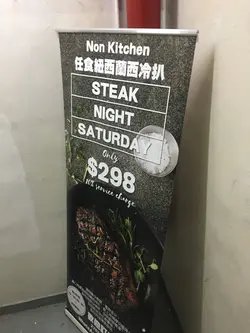 Non Kitchen
任食紐西蘭西冷扒
STEAK
NIGHT
SATURDAY
Only
$298
10% service charge